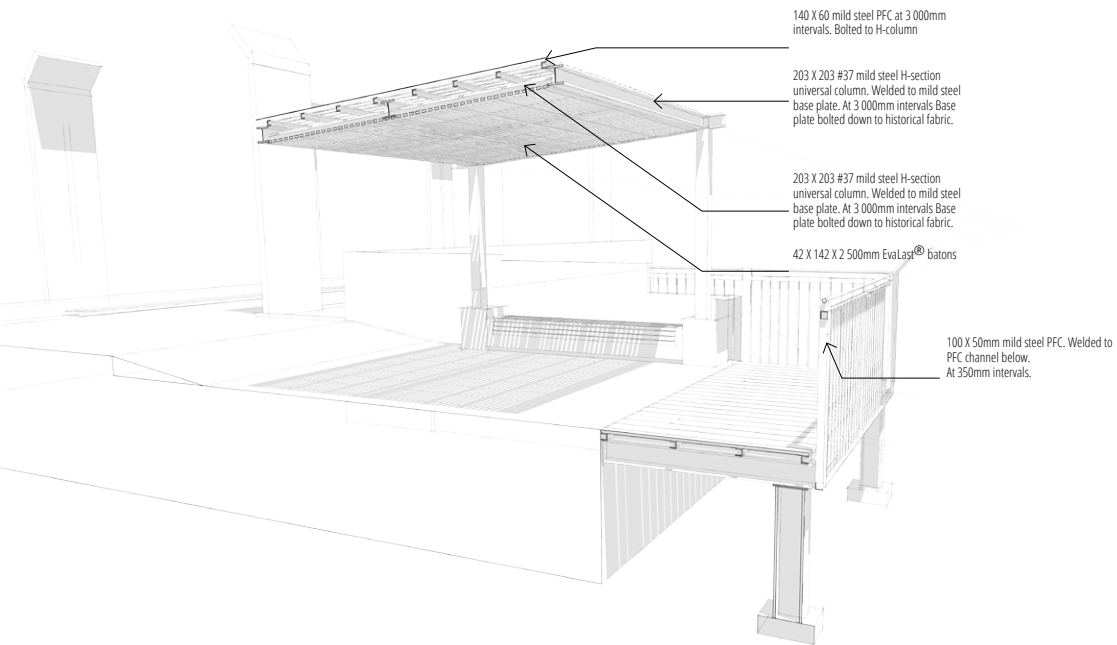 140 X 60 mild steel PFC at 3 000mm
intervals. Bolted to H-column
203 X 203 #37 mild steel H-section
universal column. Welded to mild steel
base plate. At 3 000mm intervals Base
plate bolted down to historical fabric.
203 X 203 #37 mild steel H-section
universal column. Welded to mild steel
base plate. At 3 000mm intervals Base
plate bolted down to historical fabric.
42 X 142 X 2 500mm EvaLast® batons
100 X 50mm mild steel PFC. Welded to
PFC channel below.
At 350mm intervals.